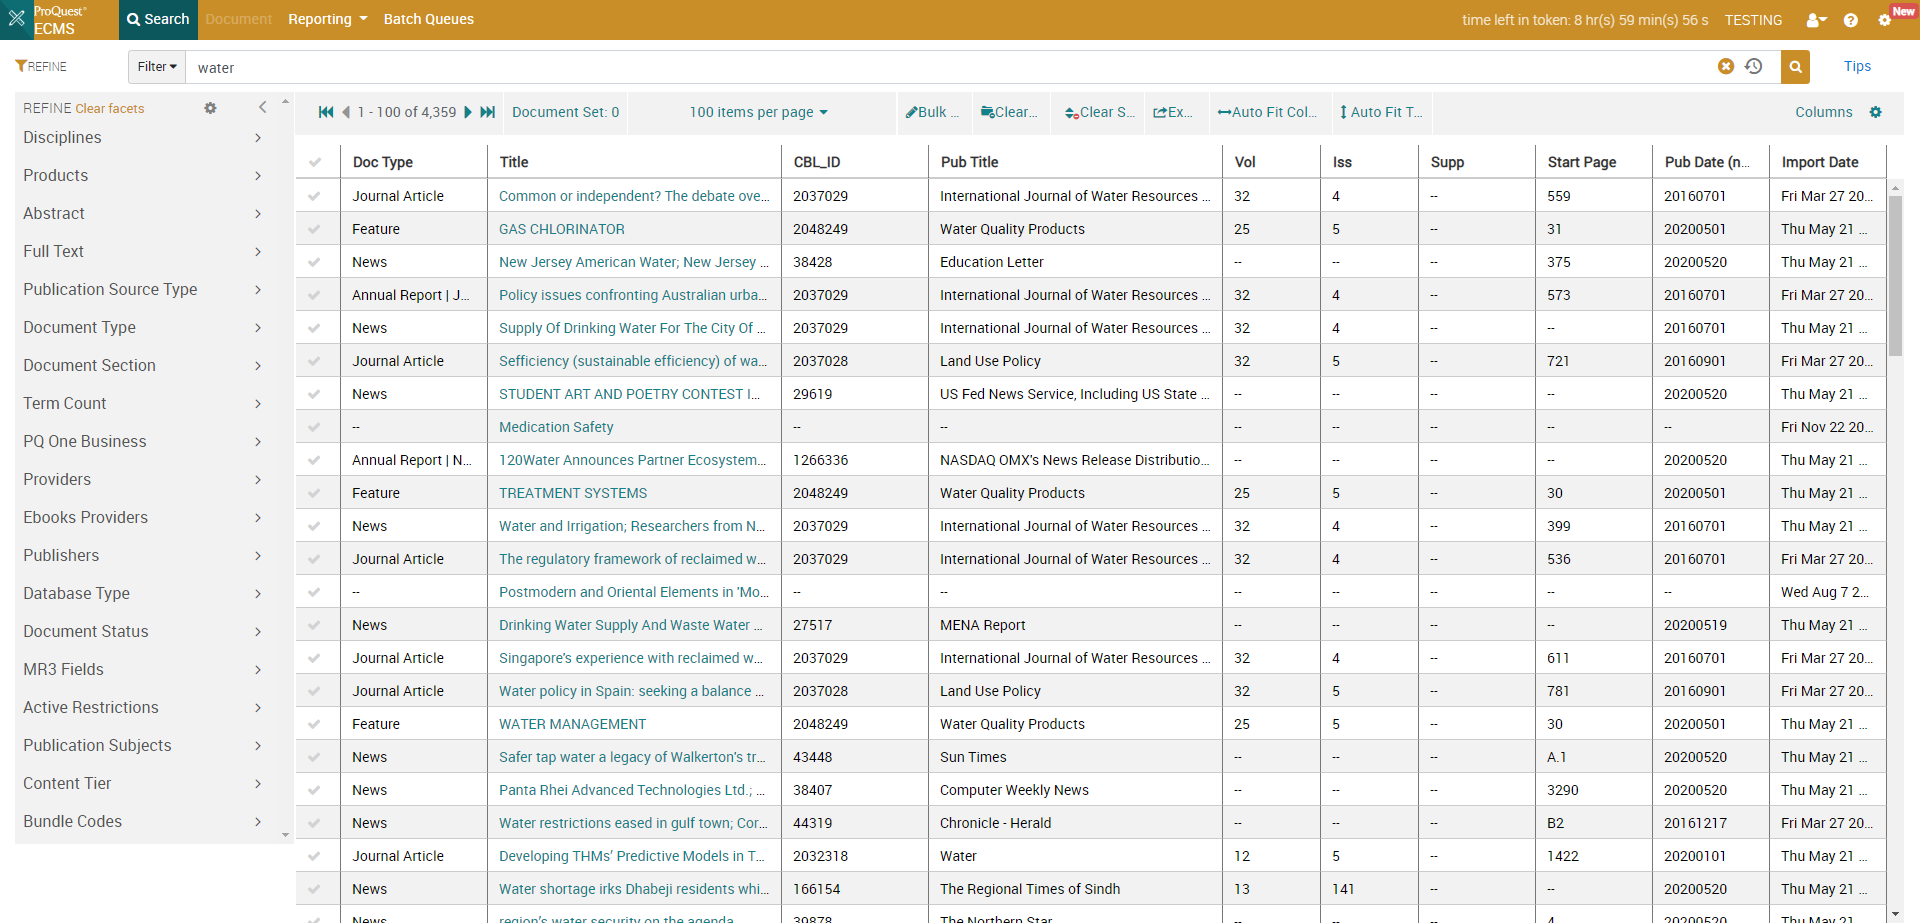 ProQuest® ECMS Search Document Reporting Batch Queues time left in token: 8 hr(s) 59 min(s) 56 s TESTING New
REFINE Filter water Tips
REFINE Clear facets 1 - 100 of 4,359 Document Set: 0 100 items per page Bulk ... Clear... Clear S... Ex... Auto Fit Col... Auto Fit T... Columns
Disciplines
Products
Abstract
Full Text
Publication Source Type
Document Type
Document Section
Term Count
PQ One Business
Providers
Ebooks Providers
Publishers
Database Type
Document Status
MR3 Fields
Active Restrictions
Publication Subjects
Content Tier
Bundle Codes
Doc Type Title CBL_ID Pub Title Vol Iss Supp Start Page Pub Date (n... Import Date
Journal Article Common or independent? The debate ove... 2037029 International Journal of Water Resources ... 32 4 -- 559 20160701 Fri Mar 27 20...
Feature GAS CHLORINATOR 2048249 Water Quality Products 25 5 -- 31 20200501 Thu May 21 ...
News New Jersey American Water; New Jersey ... 38428 Education Letter -- -- -- 375 20200520 Thu May 21 ...
Annual Report | J... Policy issues confronting Australian urba... 2037029 International Journal of Water Resources ... 32 4 -- 573 20160701 Fri Mar 27 20...
News Supply Of Drinking Water For The City Of ... 2037029 International Journal of Water Resources ... 32 4 -- -- 20160701 Thu May 21 ...
Journal Article Sefficiency (sustainable efficiency) of wa... 2037028 Land Use Policy 32 5 -- 721 20160901 Fri Mar 27 20...
News STUDENT ART AND POETRY CONTEST I... 29619 US Fed News Service, Including US State ... -- -- -- -- 20200520 Thu May 21 ...
-- Medication Safety -- -- -- -- -- -- -- Fri Nov 22 20...
Annual Report | N... 120Water Announces Partner Ecosystem... 1266336 NASDAQ OMX's News Release Distributio... -- -- -- -- 20200520 Thu May 21 ...
Feature TREATMENT SYSTEMS 2048249 Water Quality Products 25 5 -- 30 20200501 Thu May 21 ...
News Water and Irrigation; Researchers from N... 2037029 International Journal of Water Resources ... 32 4 -- 399 20160701 Thu May 21 ...
Journal Article The regulatory framework of reclaimed w... 2037029 International Journal of Water Resources ... 32 4 -- 536 20160701 Fri Mar 27 20...
-- Postmodern and Oriental Elements in 'Mo... -- -- -- -- -- -- -- Wed Aug 7 2...
News Drinking Water Supply And Waste Water ... 27517 MENA Report -- -- -- -- 20200519 Thu May 21 ...
Journal Article Singapore's experience with reclaimed w... 2037029 International Journal of Water Resources ... 32 4 -- 611 20160701 Fri Mar 27 20...
Journal Article Water policy in Spain: seeking a balance ... 2037028 Land Use Policy 32 5 -- 781 20160901 Fri Mar 27 20...
Feature WATER MANAGEMENT 2048249 Water Quality Products 25 5 -- 30 20200501 Thu May 21 ...
News Safer tap water a legacy of Walkerton's tr... 43448 Sun Times -- -- -- A.1 20200520 Thu May 21 ...
News Panta Rhei Advanced Technologies Ltd.; ... 38407 Computer Weekly News -- -- -- 3290 20200520 Thu May 21 ...
News Water restrictions eased in gulf town; Cor... 44319 Chronicle - Herald -- -- -- B2 20161217 Fri Mar 27 20...
Journal Article Developing THMs' Predictive Models in T... 2032318 Water 12 5 -- 1422 20200101 Thu May 21 ...
News Water shortage irks Dhabeji residents whi... 166154 The Regional Times of Sindh 13 141 -- -- 20200520 Thu May 21 ...
News region's water security on the agenda 39878 The Northern Star -- -- -- 4 20200520 Thu May 21 ...